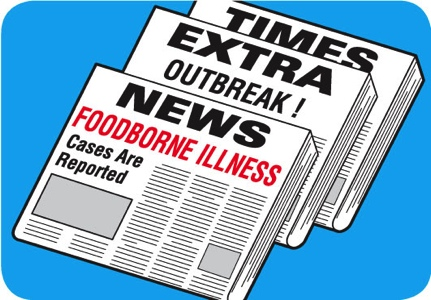 TIMES
EXTRA
OUTBREAK !
NEWS
FOODBORNE ILLNESS
Cases Are
Reported